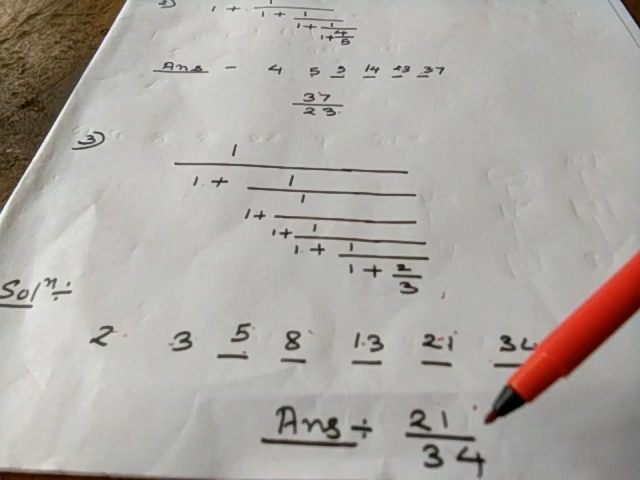 2)
1 + 1
1 + 1
1 + 1
1 + 4
5
Ans - 4 5 9 14 23 37
37
23
3)
1
1 + 1
1
1+
1+ 1
1 + 1
1 + 2
3
Solⁿ÷
2 3 5 8 13 21 34
Ans÷ 21
34